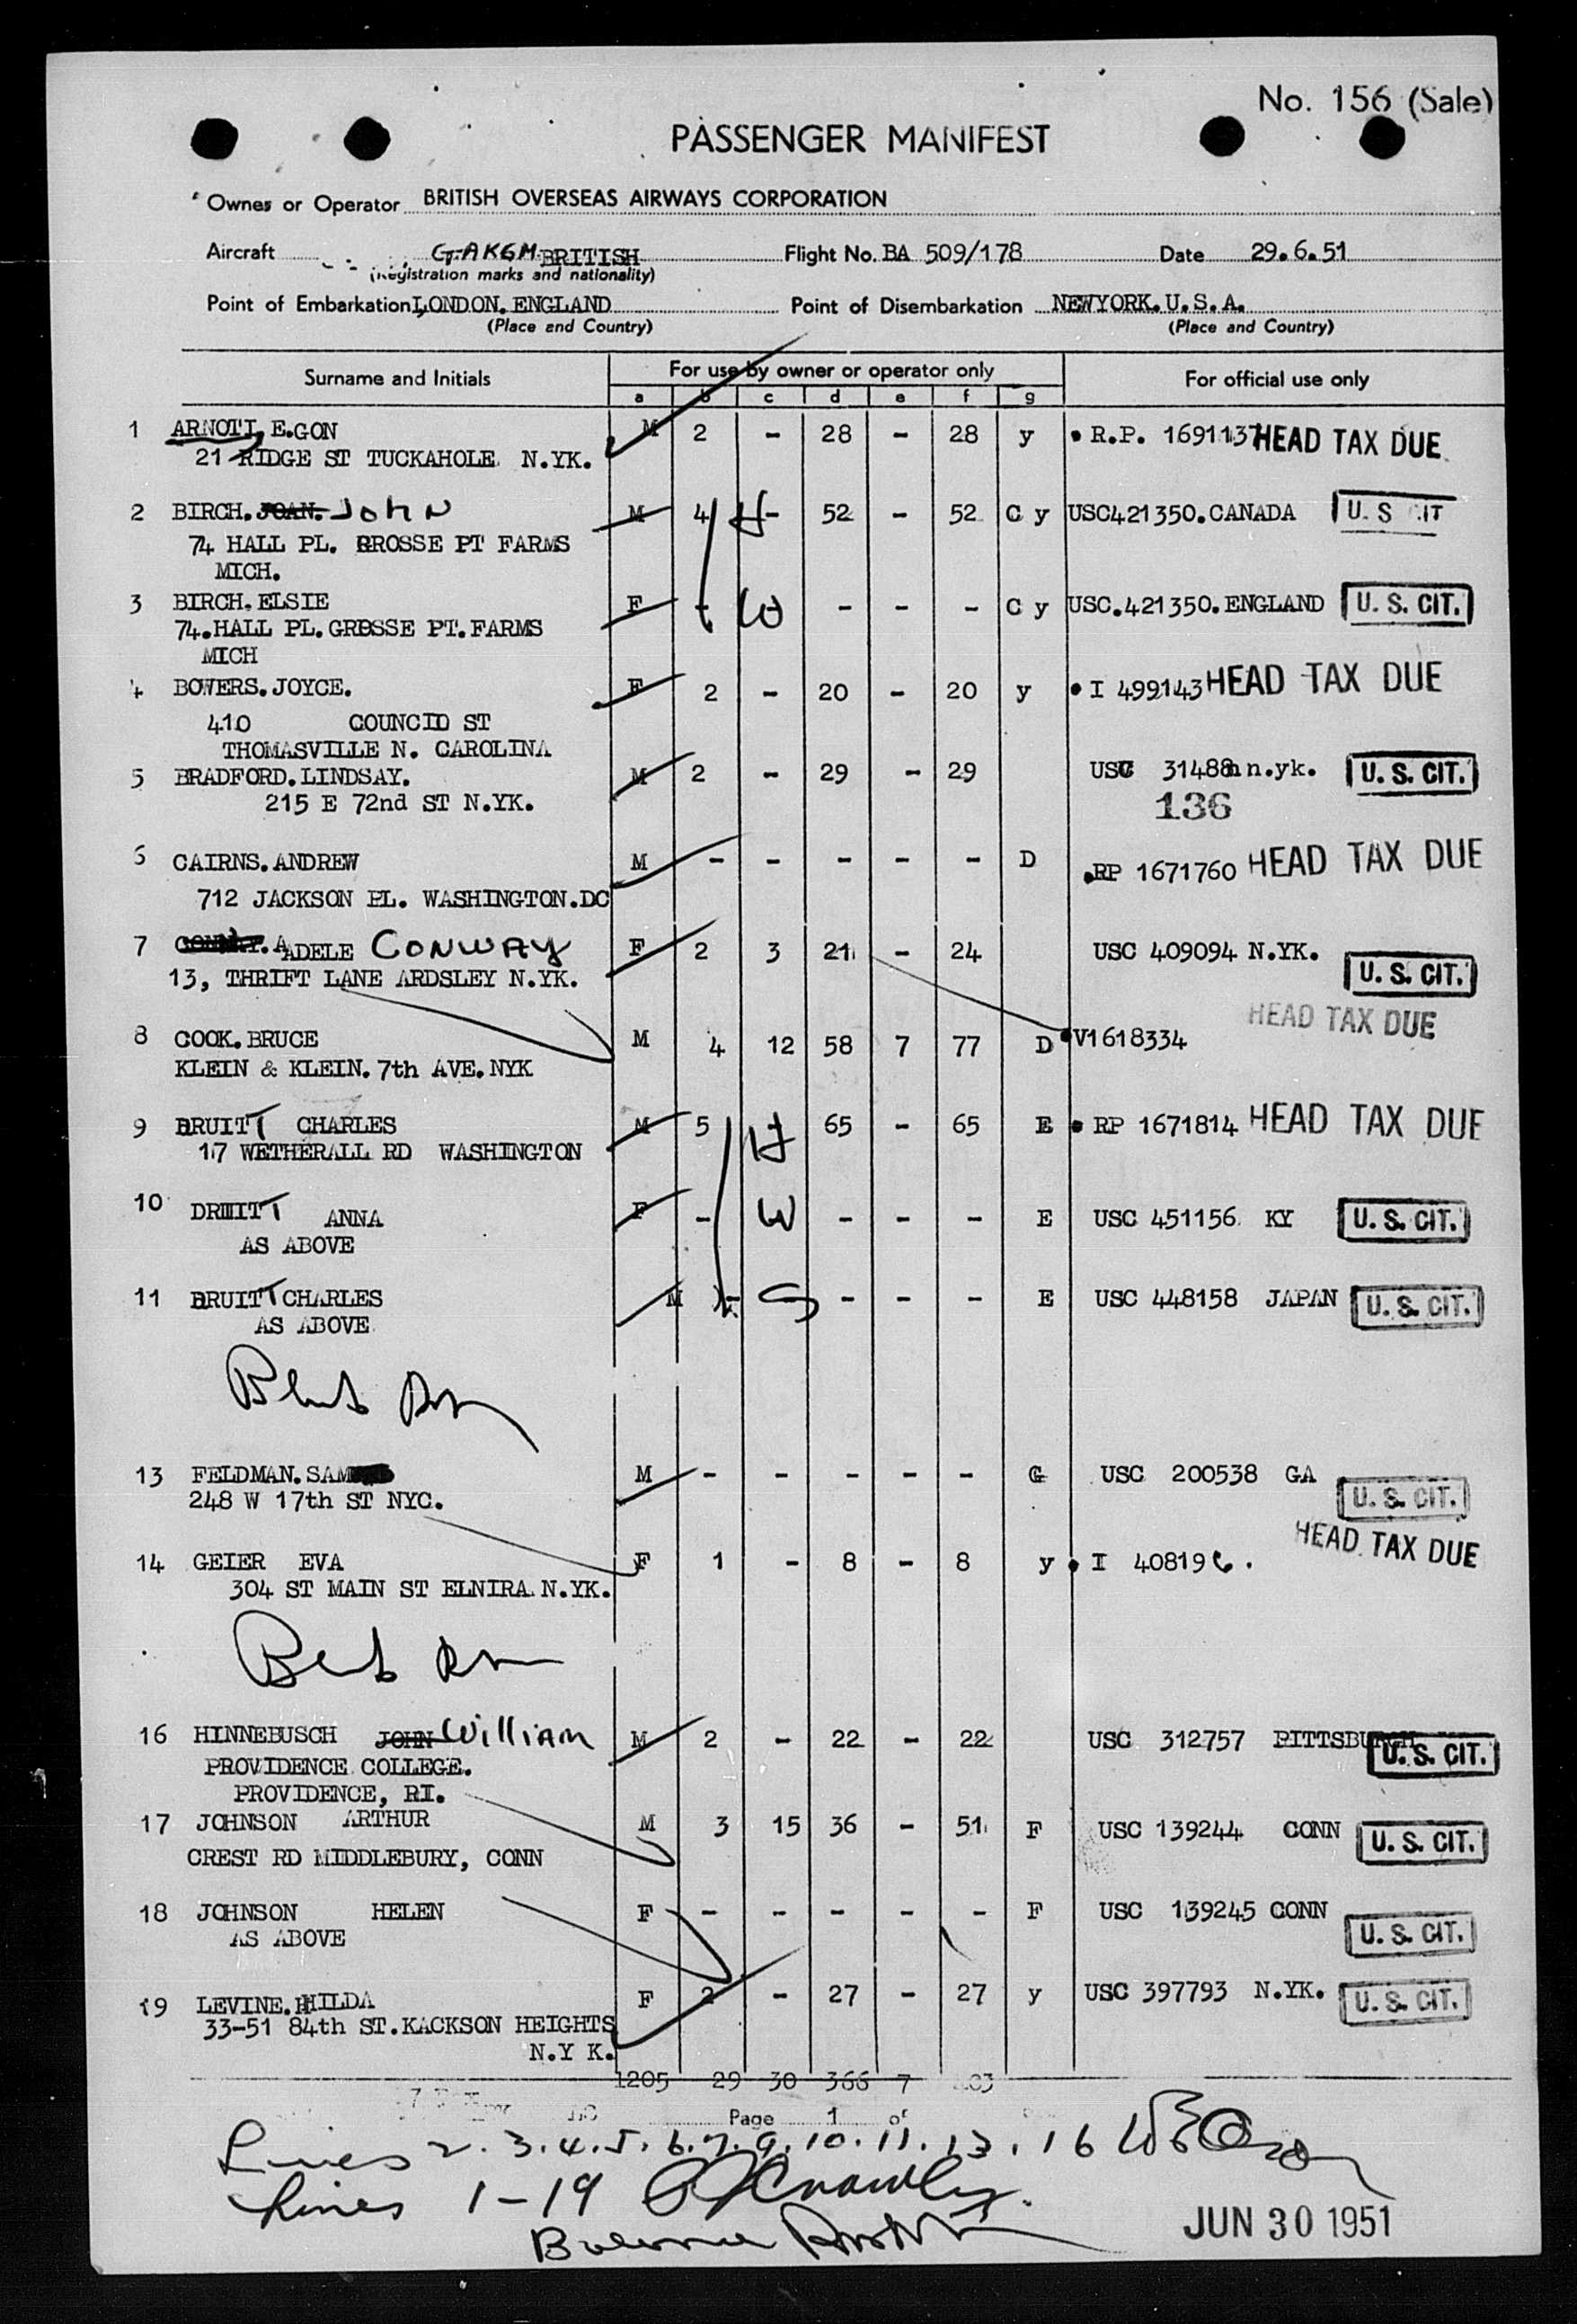 No. 156 (Sale)
PASSENGER MANIFEST
Owner or Operator BRITISH OVERSEAS AIRWAYS CORPORATION
Aircraft G-AKGM BRITISH Flight No. BA 509/178 Date 29.6.51
(Registration marks and nationality)
Point of Embarkation LONDON. ENGLAND Point of Disembarkation NEWYORK. U.S.A.
(Place and Country) (Place and Country)
Surname and Initials For use by owner or operator only For official use only
a b c d e f g
1 ARNOTT, E.GON M 2 - 28 - 28 y R.P. 1691137 HEAD TAX DUE
21 RIDGE ST TUCKAHOLE N.YK.
2 BIRCH. JOAN. JOHN M 4 H - 52 - 52 C y USC421350.CANADA U. S CIT
74 HALL PL. GROSSE PT FARMS
MICH.
3 BIRCH. ELSIE F - W - - - C y USC.421350.ENGLAND U. S. CIT.
74.HALL PL. GROSSE PT. FARMS
MICH
4 BOWERS. JOYCE. F 2 - 20 - 20 y I 499143 HEAD TAX DUE
410 COUNCID ST
THOMASVILLE N. CAROLINA
5 BRADFORD. LINDSAY. M 2 - 29 - 29 USC 31488 n.yk. U. S. CIT.
215 E 72nd ST N.YK. 136
6 CAIRNS. ANDREW M - - - - - D RP 1671760 HEAD TAX DUE
712 JACKSON PL. WASHINGTON.DC
7 ADELE CONWAY F 2 3 21 - 24 USC 409094 N.YK. U. S. CIT.
13, THRIFT LANE ARDSLEY N.YK.
HEAD TAX DUE
8 COOK. BRUCE M 4 12 58 7 77 D V1618334
KLEIN & KLEIN. 7th AVE. NYK
9 DRUITT CHARLES M 5 H 65 - 65 E RP 1671814 HEAD TAX DUE
17 WETHERALL RD WASHINGTON
10 DRUITT ANNA F - W - - - E USC 451156 KY U. S. CIT.
AS ABOVE
11 DRUITT CHARLES M - S - - - E USC 448158 JAPAN U. S. CIT.
AS ABOVE
13 FELDMAN. SAM M - - - - - G USC 200538 GA U. S. CIT.
248 W 17th ST NYC.
HEAD TAX DUE
14 GEIER EVA F 1 - 8 - 8 y I 408196.
304 ST MAIN ST ELNIRA N.YK.
16 HINNEBUSCH JOHN William M 2 - 22 - 22 USC 312757 PITTSBURGH U. S. CIT.
PROVIDENCE COLLEGE.
PROVIDENCE, RI.
17 JOHNSON ARTHUR M 3 15 36 - 51 F USC 139244 CONN U. S. CIT.
CREST RD MIDDLEBURY, CONN
18 JOHNSON HELEN F - - - - - F USC 139245 CONN U. S. CIT.
AS ABOVE
19 LEVINE. HILDA F 2 - 27 - 27 y USC 397793 N.YK. U. S. CIT.
33-51 84th ST. KACKSON HEIGHTS
N.Y K.
1205 29 30 366 7
Page 1 of
Lines 2. 3. 4. 5. 6. 7. 9. 10. 11. 13. 16
Lines 1-19
JUN 30 1951